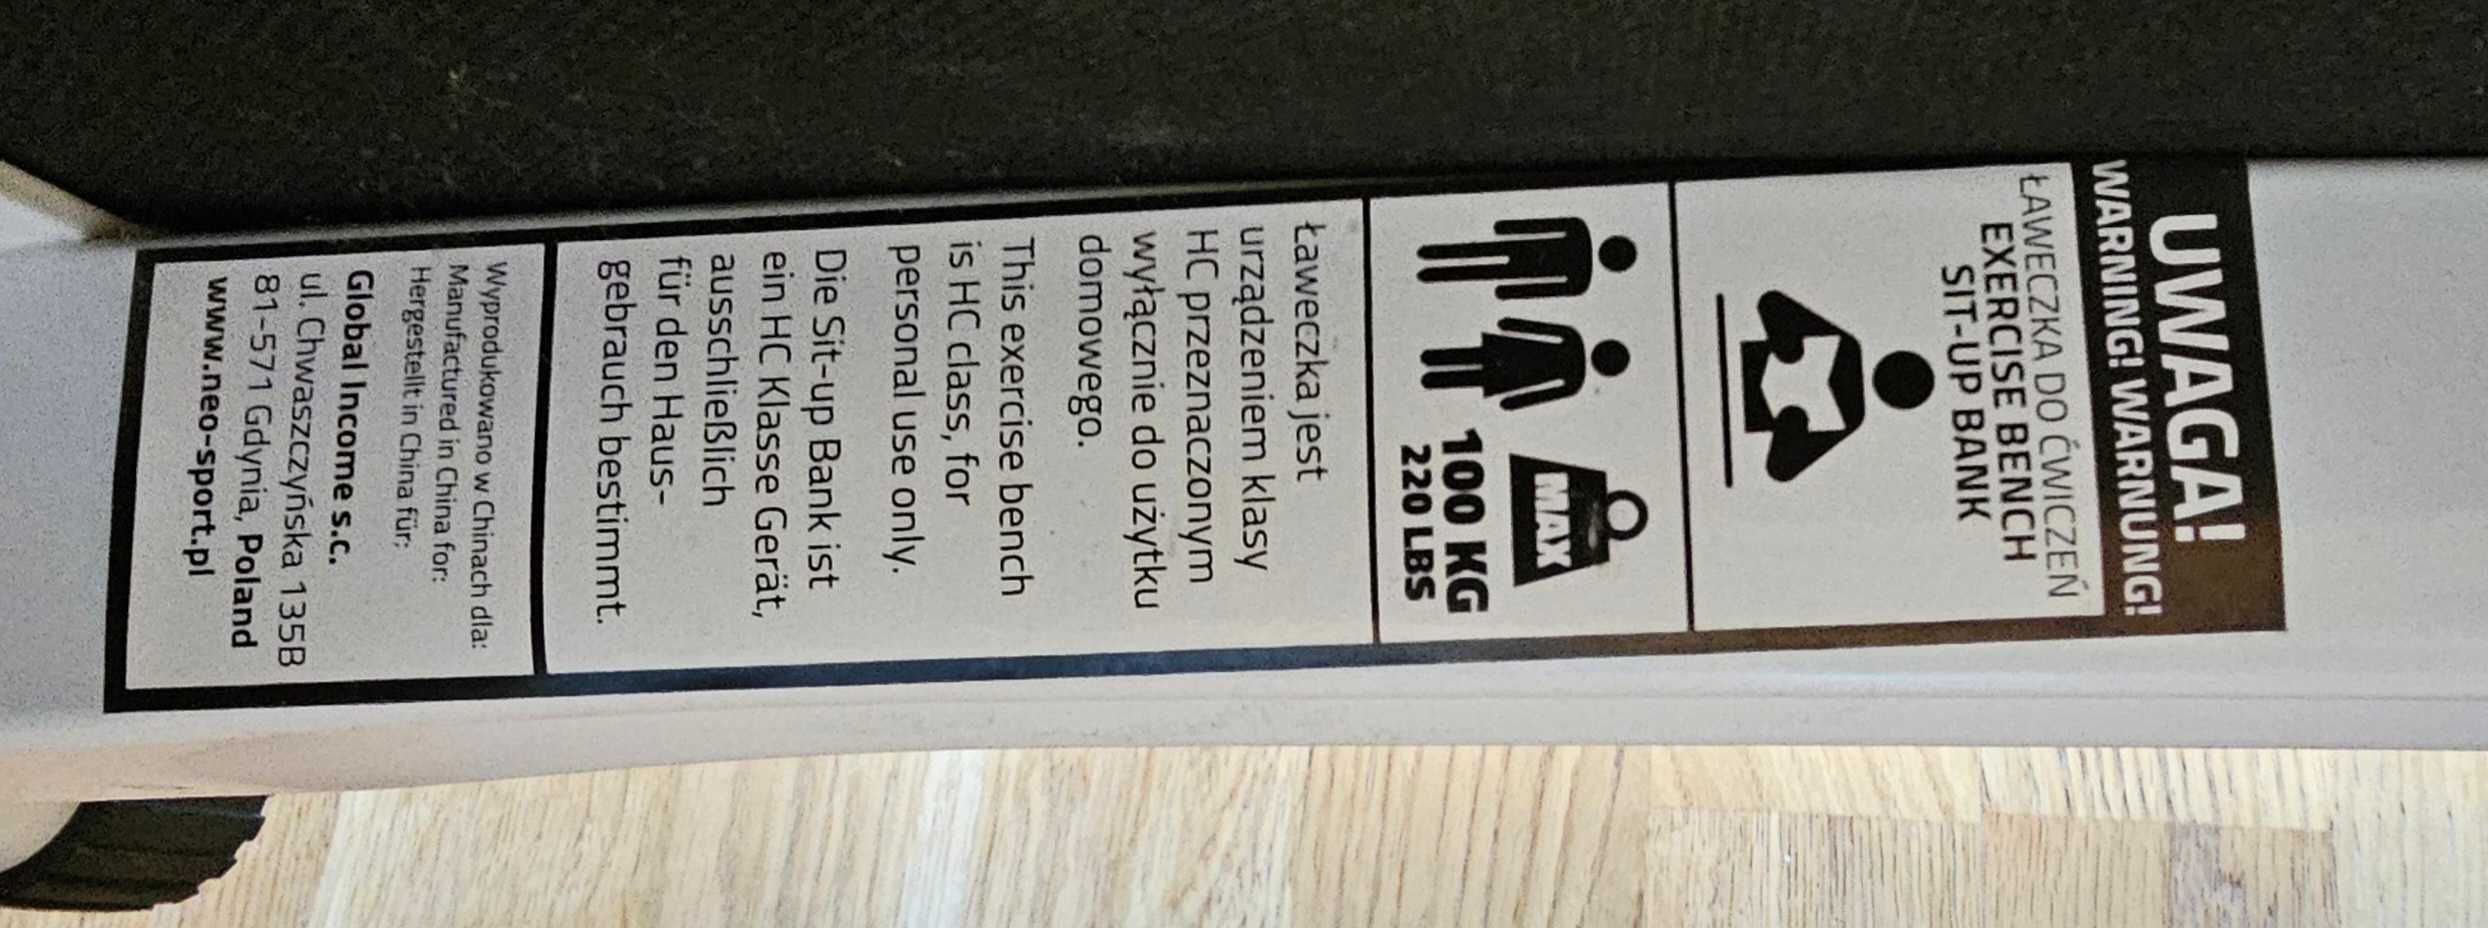 UWAGA!
WARNING! WARNUNG!
ŁAWECZKA DO ĆWICZEŃ
EXERCISE BENCH
SIT-UP BANK
MAX
100 KG
220 LBS
Ławeczka jest
urządzeniem klasy
HC przeznaczonym
wyłącznie do użytku
domowego.
This exercise bench
is HC class, for
personal use only.
Die Sit-up Bank ist
ein HC Klasse Gerät,
ausschließlich
für den Haus-
gebrauch bestimmt.
Wyprodukowano w Chinach dla:
Manufactured in China for:
Hergestellt in China für:
Global Income s.c.
ul. Chwaszczyńska 135B
81-571 Gdynia, Poland
www.neo-sport.pl